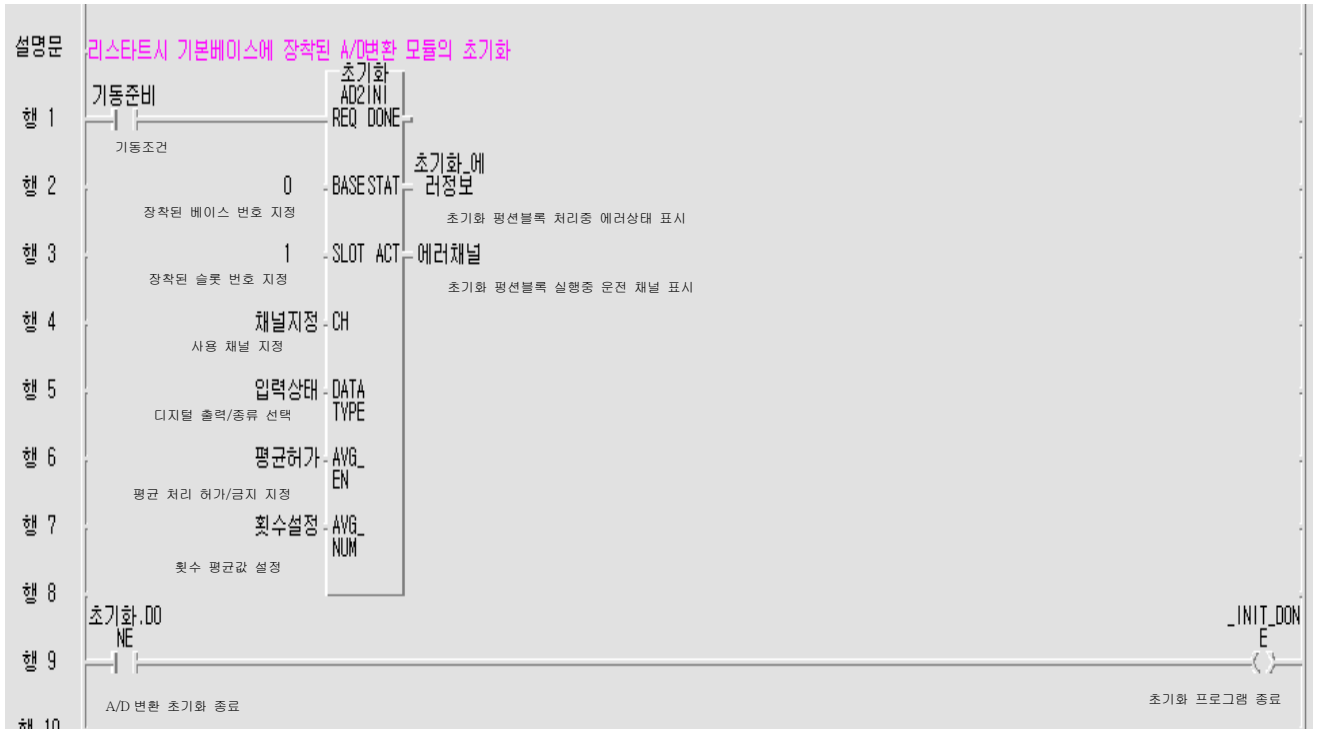 설명문 리스타트시 기본베이스에 장착된 A/D변환 모듈의 초기화
초기화
기동준비 AD2INI
행 1 REQ DONE
기동조건
초기화_에
행 2 0 BASE STAT 러정보
장착된 베이스 번호 지정 초기화 펑션블록 처리중 에러상태 표시
행 3 1 SLOT ACT 에러채널
장착된 슬롯 번호 지정 초기화 펑션블록 실행중 운전 채널 표시
행 4 채널지정 CH
사용 채널 지정
행 5 입력상태 DATA
TYPE
디지털 출력/종류 선택
행 6 평균허가 AVG_
EN
평균 처리 허가/금지 지정
행 7 횟수설정 AVG_
NUM
횟수 평균값 설정
행 8
초기화.DO _INIT_DON
NE E
행 9
A/D 변환 초기화 종료 초기화 프로그램 종료
행 10